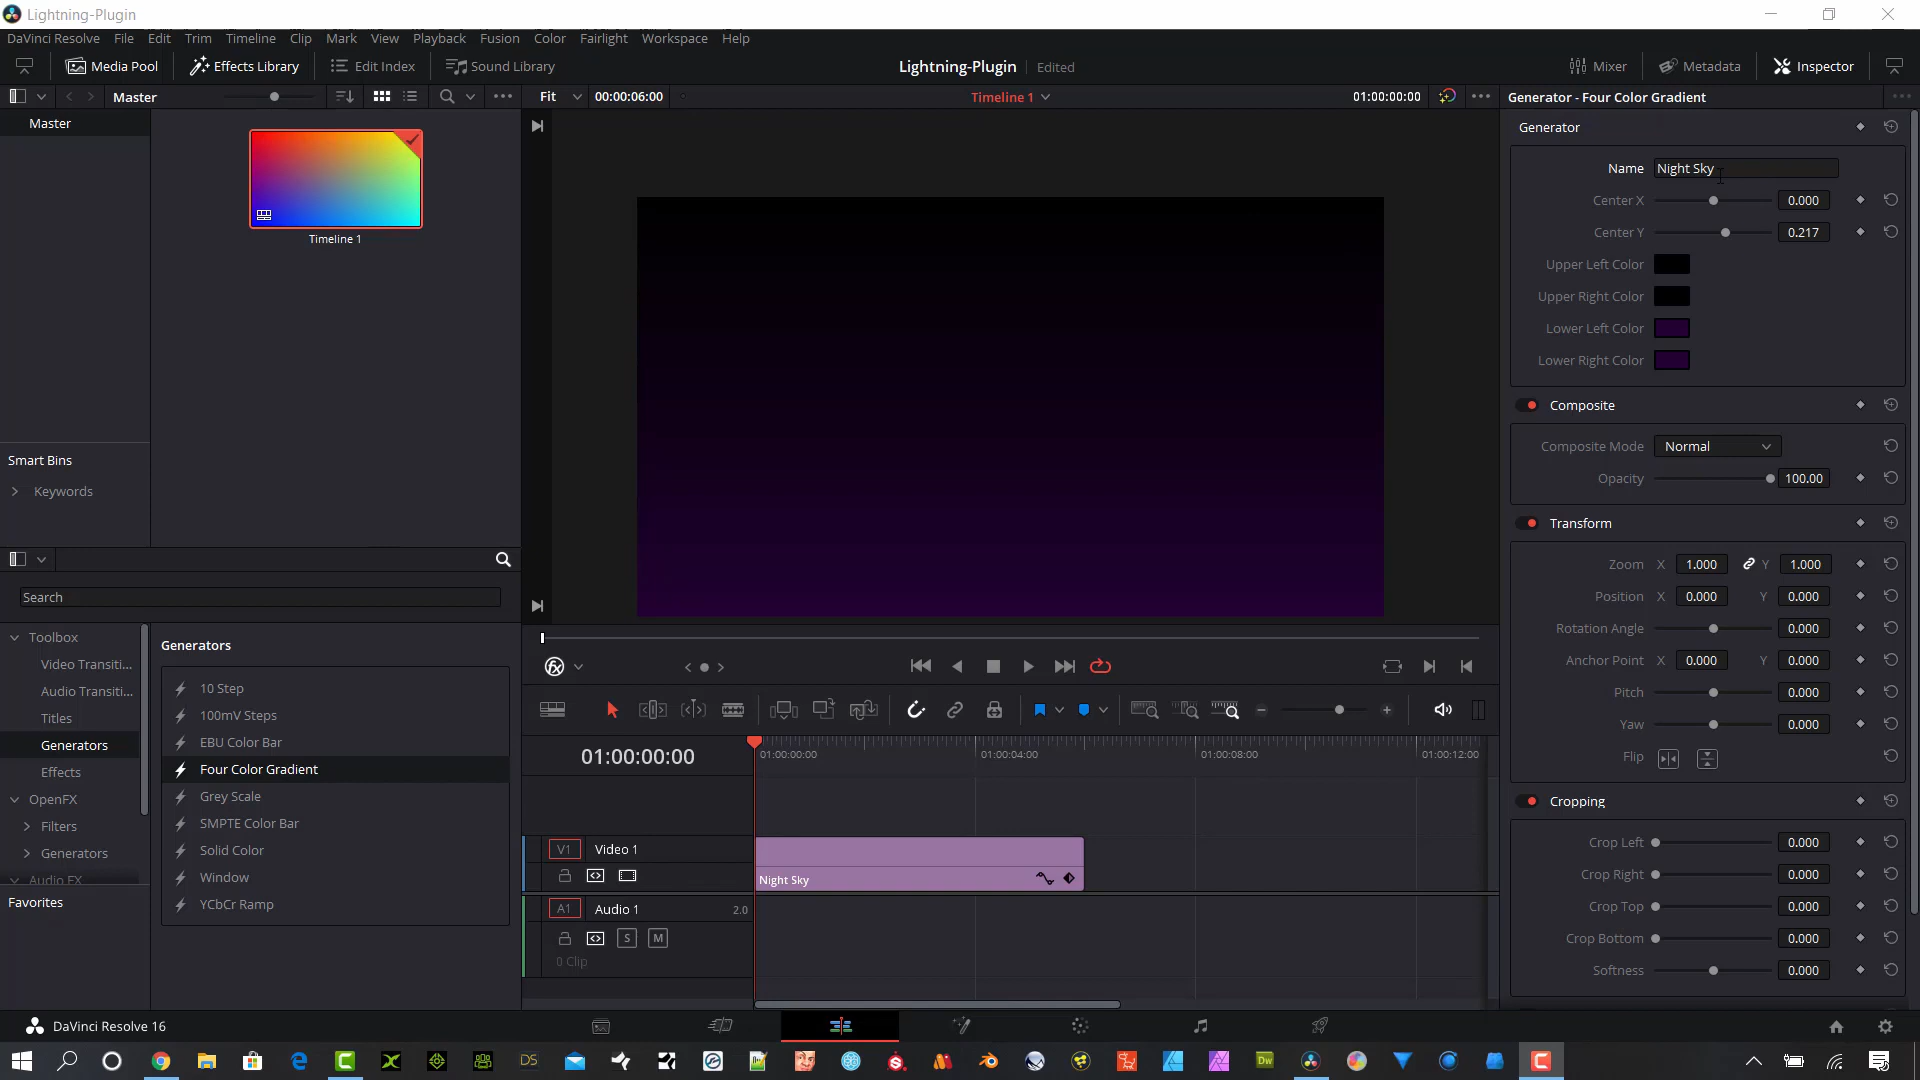 Lightning-Plugin
DaVinci Resolve File Edit Trim Timeline Clip Mark View Playback Fusion Color Fairlight Workspace Help
Media Pool Effects Library Edit Index Sound Library Lightning-Plugin Edited Mixer Metadata Inspector
Master Fit 00:00:06:00 Timeline 1 01:00:00:00 Generator - Four Color Gradient
Master
Timeline 1
Smart Bins
Keywords
Search
Toolbox
Video Transiti...
Audio Transiti...
Titles
Generators
Effects
OpenFX
Filters
Generators
Audio FX
Favorites
Generators
10 Step
100mV Steps
EBU Color Bar
Four Color Gradient
Grey Scale
SMPTE Color Bar
Solid Color
Window
YCbCr Ramp
01:00:00:00 01:00:00:00 01:00:04:00 01:00:08:00 01:00:12:00
V1 Video 1
Night Sky
A1 Audio 1 2.0
S M
0 Clip
Generator
Name Night Sky
Center X 0.000
Center Y 0.217
Upper Left Color
Upper Right Color
Lower Left Color
Lower Right Color
Composite
Composite Mode Normal
Opacity 100.00
Transform
Zoom X 1.000 Y 1.000
Position X 0.000 Y 0.000
Rotation Angle 0.000
Anchor Point X 0.000 Y 0.000
Pitch 0.000
Yaw 0.000
Flip
Cropping
Crop Left 0.000
Crop Right 0.000
Crop Top 0.000
Crop Bottom 0.000
Softness 0.000
DaVinci Resolve 16
DS
Dw